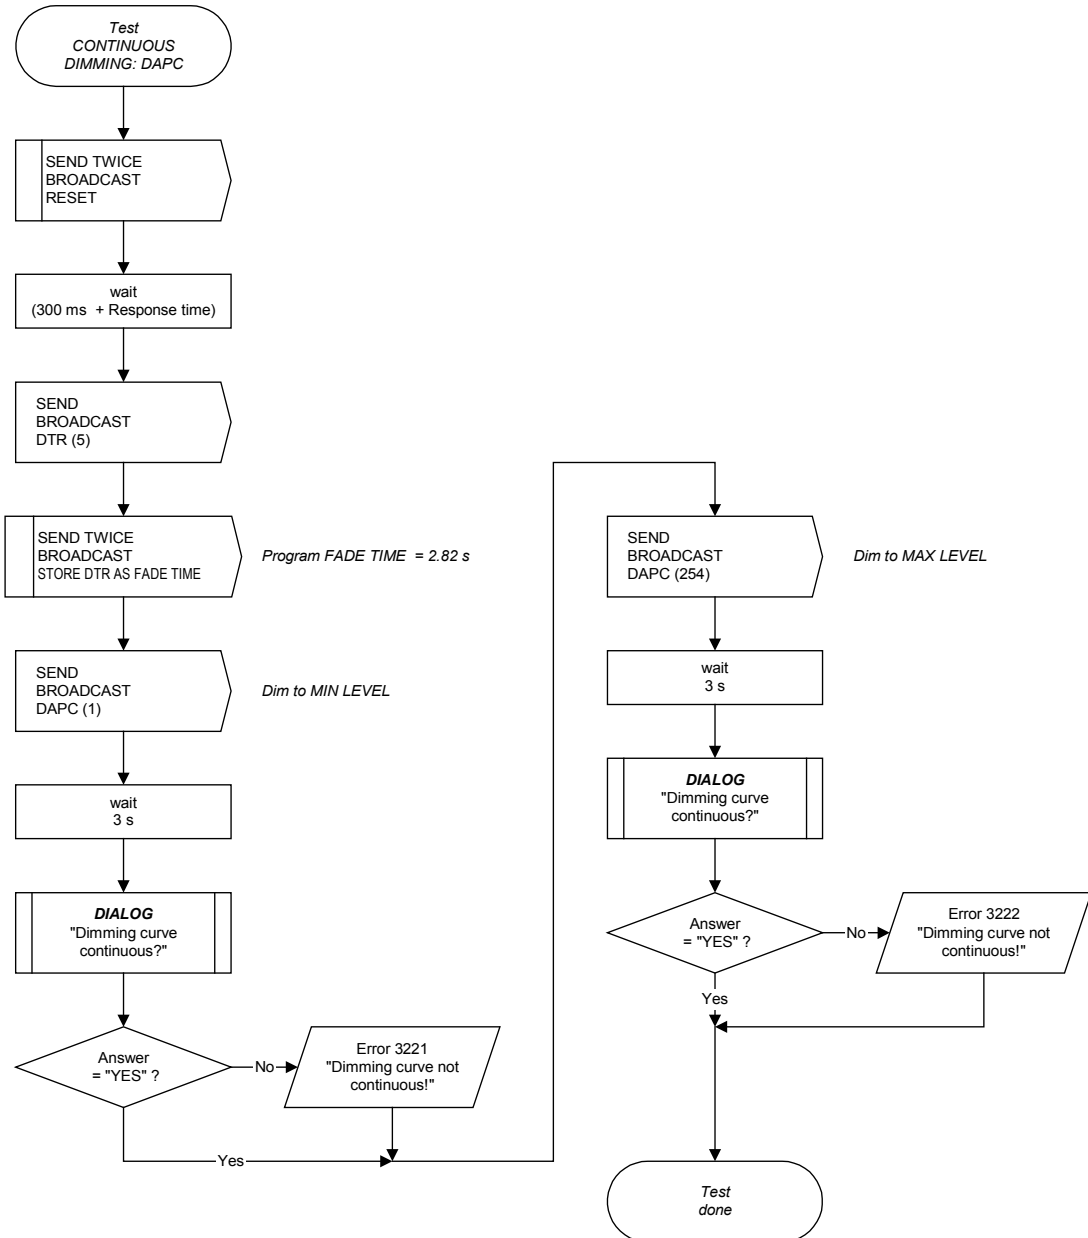 Test
CONTINUOUS
DIMMING: DAPC
SEND TWICE
BROADCAST
RESET
wait
(300 ms + Response time)
SEND
BROADCAST
DTR (5)
SEND TWICE
BROADCAST
STORE DTR AS FADE TIME
Program FADE TIME = 2.82 s
SEND
BROADCAST
DAPC (1)
Dim to MIN LEVEL
wait
3 s
DIALOG
"Dimming curve
continuous?"
Answer
= "YES" ?
No
Error 3221
"Dimming curve not
continuous!"
Yes
SEND
BROADCAST
DAPC (254)
Dim to MAX LEVEL
wait
3 s
DIALOG
"Dimming curve
continuous?"
Answer
= "YES" ?
No
Error 3222
"Dimming curve not
continuous!"
Yes
Test
done